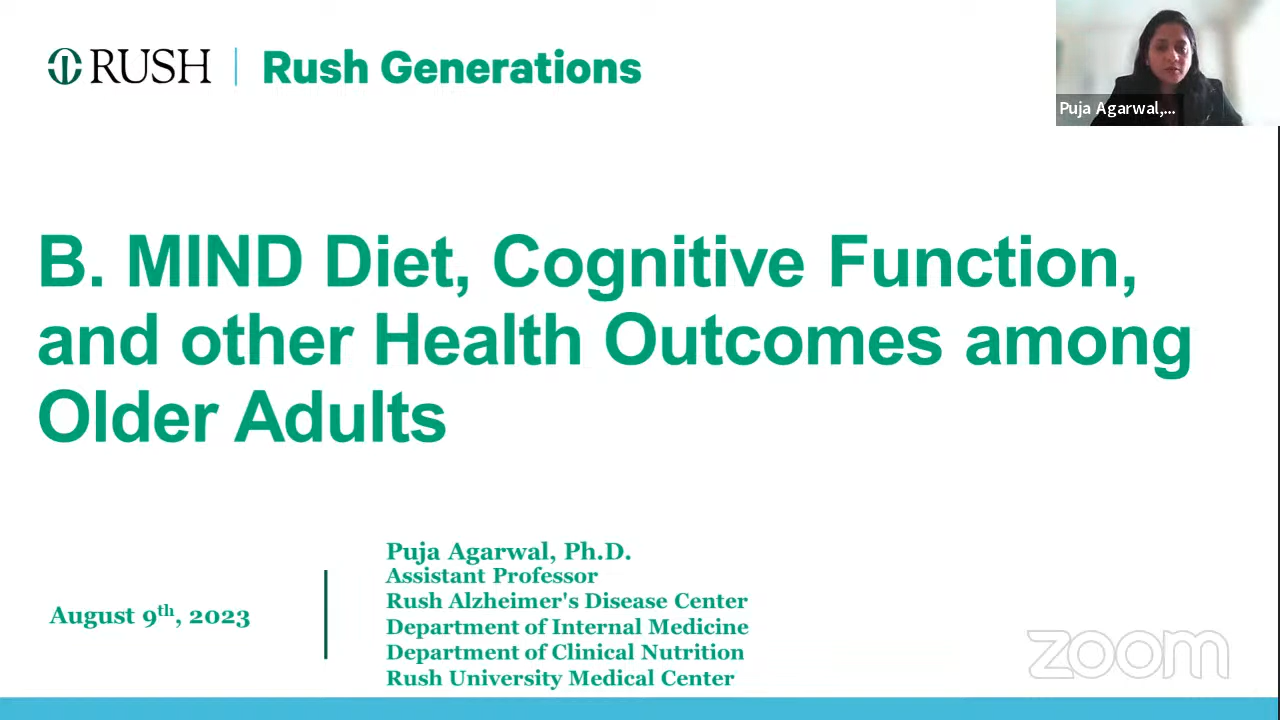 RUSH | Rush Generations
Puja Agarwal,...
B. MIND Diet, Cognitive Function,
and other Health Outcomes among
Older Adults
August 9th, 2023
Puja Agarwal, Ph.D.
Assistant Professor
Rush Alzheimer's Disease Center
Department of Internal Medicine
Department of Clinical Nutrition
Rush University Medical Center
zoom